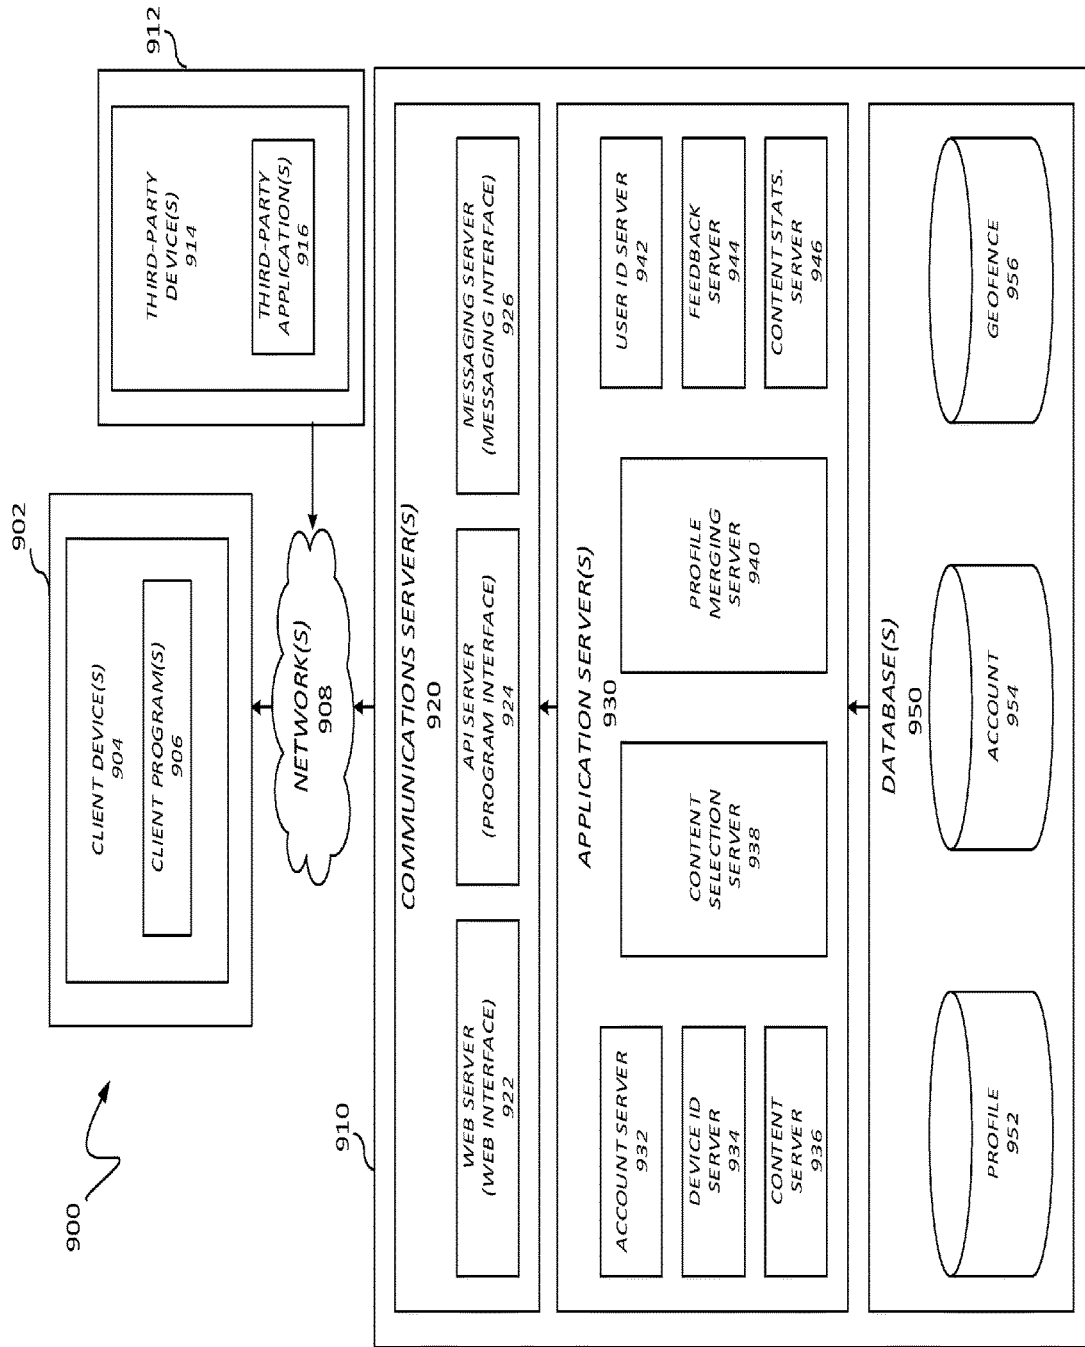 900
902
CLIENT DEVICE(S)
904
CLIENT PROGRAM(S)
906
912
THIRD-PARTY
DEVICE(S)
914
THIRD-PARTY
APPLICATION(S)
916
NETWORK(S)
908
910
COMMUNICATIONS SERVER(S)
920
WEB SERVER
(WEB INTERFACE)
922
API SERVER
(PROGRAM INTERFACE)
924
MESSAGING SERVER
(MESSAGING INTERFACE)
926
APPLICATION SERVER(S)
930
ACCOUNT SERVER
932
DEVICE ID
SERVER
934
CONTENT
SERVER
936
CONTENT
SELECTION
SERVER
938
PROFILE
MERGING
SERVER
940
USER ID SERVER
942
FEEDBACK
SERVER
944
CONTENT STATS.
SERVER
946
DATABASE(S)
950
PROFILE
952
ACCOUNT
954
GEOFENCE
956